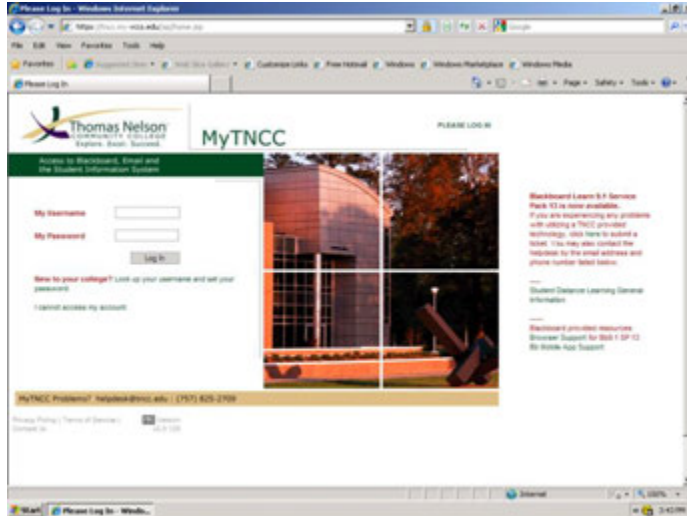 Please Log In - Windows Internet Explorer
File Edit View Favorites Tools Help
Favorites Customize Links Free Hotmail Windows Windows Marketplace Windows Media
Please Log In
Page Safety Tools
Thomas Nelson
COMMUNITY COLLEGE
Explore. Excel. Succeed.
MyTNCC
PLEASE LOG IN
Access to Blackboard, Email and
the Student Information System
My Username
My Password
Log In
New to your college? Look up your username and set your
password
I cannot access my account
Blackboard Learn 9.1 Service
Pack 13 is now available.
If you are experiencing any problems
with utilizing a TNCC provided
technology, click here to submit a
ticket. You may also contact the
helpdesk by the email address and
phone number listed below.
Student Distance Learning General
Information
Blackboard provided resources
Browser Support for Bb9.1 SP 13
Bb Mobile App Support
MyTNCC Problems? helpdesk@tncc.edu : (757) 825-2709
Privacy Policy | Terms of Service |
Contact Us
Internet
100%
Start Please Log In - Windo...
3:43 PM